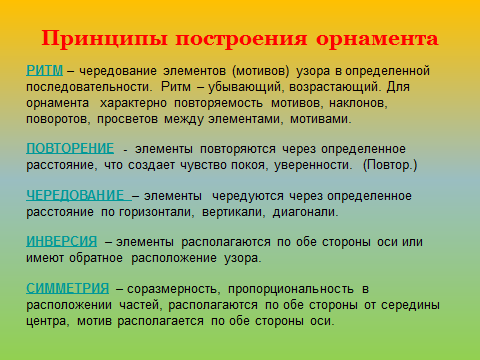 Принципы построения орнамента
РИТМ – чередование элементов (мотивов) узора в определенной
последовательности. Ритм – убывающий, возрастающий. Для
орнамента характерно повторяемость мотивов, наклонов,
поворотов, просветов между элементами, мотивами.
ПОВТОРЕНИЕ - элементы повторяются через определенное
расстояние, что создает чувство покоя, уверенности. (Повтор.)
ЧЕРЕДОВАНИЕ – элементы чередуются через определенное
расстояние по горизонтали, вертикали, диагонали.
ИНВЕРСИЯ – элементы располагаются по обе стороны оси или
имеют обратное расположение узора.
СИММЕТРИЯ – соразмерность, пропорциональность в
расположении частей, располагаются по обе стороны от середины
центра, мотив располагается по обе стороны оси.